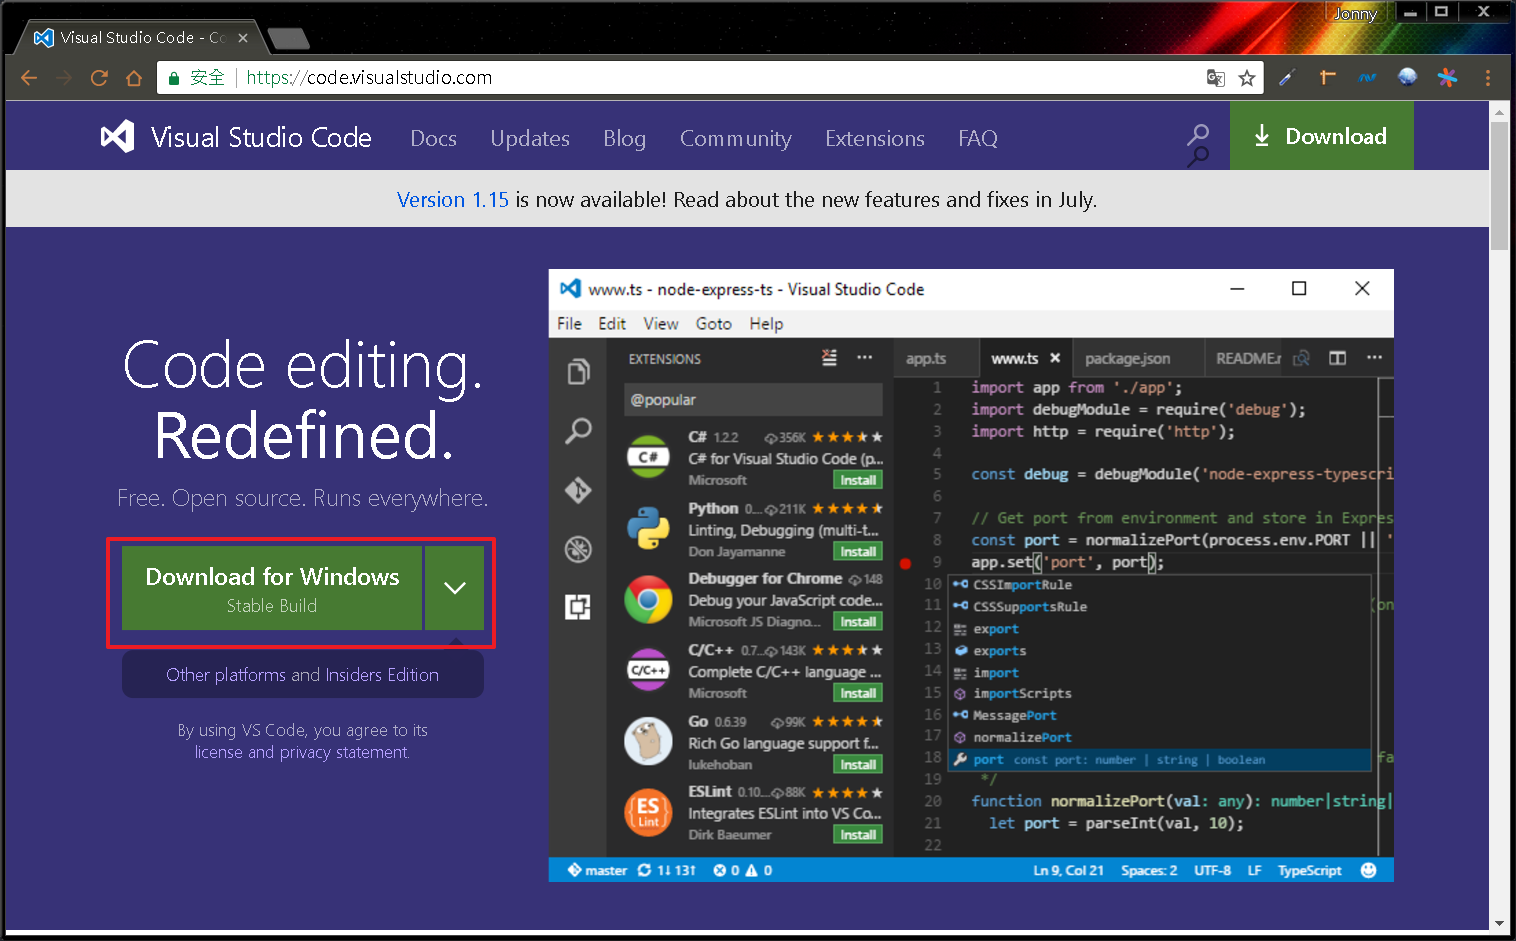 Jonny
Visual Studio Code - Co
安全 https://code.visualstudio.com
Visual Studio Code Docs Updates Blog Community Extensions FAQ Download
Version 1.15 is now available! Read about the new features and fixes in July.
Code editing.
Redefined.
Free. Open source. Runs everywhere.
Download for Windows
Stable Build
Other platforms and Insiders Edition
By using VS Code, you agree to its
license and privacy statement.
www.ts - node-express-ts - Visual Studio Code
File Edit View Goto Help
EXTENSIONS
@popular
C# 1.2.2 356K
C#
C# for Visual Studio Code (p...
Microsoft Install
Python 0.... 211K
Linting, Debugging (multi-t...
Don Jayamanne Install
Debugger for Chrome 148
Debug your JavaScript code...
Microsoft JS Diagno... Install
C/C++ 0.7... 143K
C/C++
Complete C/C++ language ...
Microsoft Install
Go 0.6.39 99K
Rich Go language support f...
lukehoban Install
ESLint 0.10... 88K
ES
Lint
Integrates ESLint into VS Co...
Dirk Baeumer Install
app.ts www.ts package.json README.r
1 import app from './app';
2 import debugModule = require('debug');
3 import http = require('http');
4
5 const debug = debugModule('node-express-typescri
6
7 // Get port from environment and store in Expres
8 const port = normalizePort(process.env.PORT || '
9 app.set('port', port);
10 CSSImportRule
11 CSSSupportsRule (on
12 export
13 exports
14 import
15 importScripts
16 MessagePort
17 normalizePort
18 port const port: number | string | boolean fa
19 */
20 function normalizePort(val: any): number|string|
21 let port = parseInt(val, 10);
22
master 1↓ 13↑ 0 0 Ln 9, Col 21 Spaces: 2 UTF-8 LF TypeScript